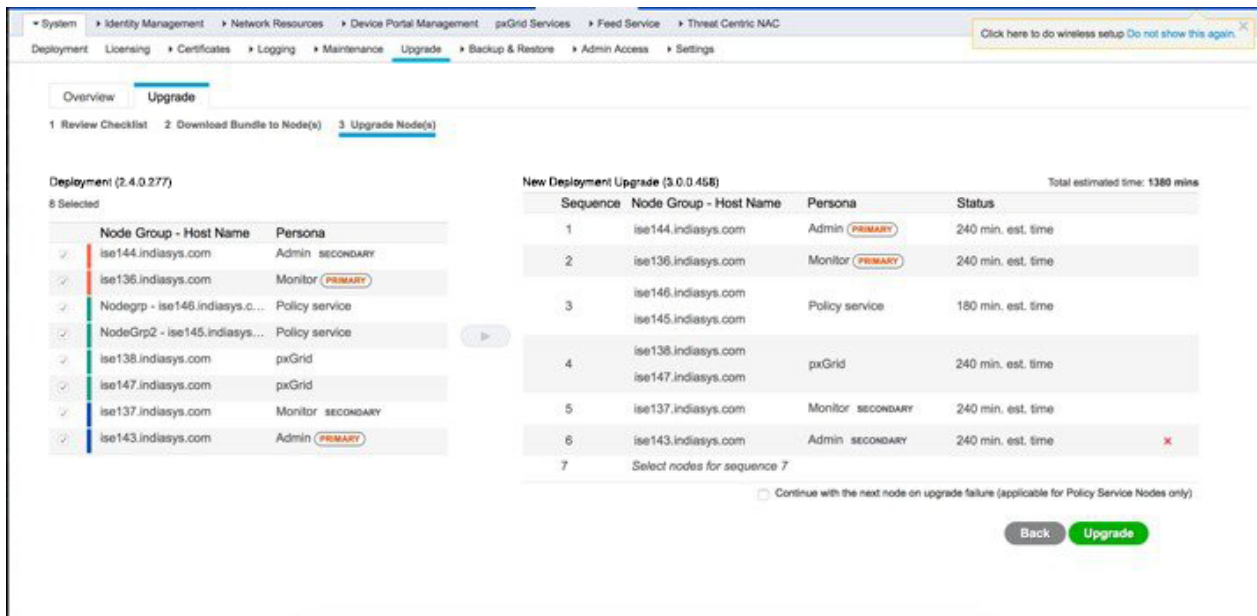 System Identity Management Network Resources Device Portal Management pxGrid Services Feed Service Threat Centric NAC
Click here to do wireless setup Do not show this again.
Deployment Licensing Certificates Logging Maintenance Upgrade Backup & Restore Admin Access Settings
Overview Upgrade
1 Review Checklist 2 Download Bundle to Node(s) 3 Upgrade Node(s)
Deployment (2.4.0.277)
8 Selected
Node Group - Host Name Persona
ise144.indiasys.com Admin SECONDARY
ise136.indiasys.com Monitor PRIMARY
Nodegrp - ise146.indiasys.c... Policy service
NodeGrp2 - ise145.indiasys... Policy service
ise138.indiasys.com pxGrid
ise147.indiasys.com pxGrid
ise137.indiasys.com Monitor SECONDARY
ise143.indiasys.com Admin PRIMARY
New Deployment Upgrade (3.0.0.458) Total estimated time: 1380 mins
Sequence Node Group - Host Name Persona Status
1 ise144.indiasys.com Admin PRIMARY 240 min. est. time
2 ise136.indiasys.com Monitor PRIMARY 240 min. est. time
ise146.indiasys.com
3 Policy service 180 min. est. time
ise145.indiasys.com
ise138.indiasys.com
4 pxGrid 240 min. est. time
ise147.indiasys.com
5 ise137.indiasys.com Monitor SECONDARY 240 min. est. time
6 ise143.indiasys.com Admin SECONDARY 240 min. est. time
7 Select nodes for sequence 7
Continue with the next node on upgrade failure (applicable for Policy Service Nodes only)
Back Upgrade